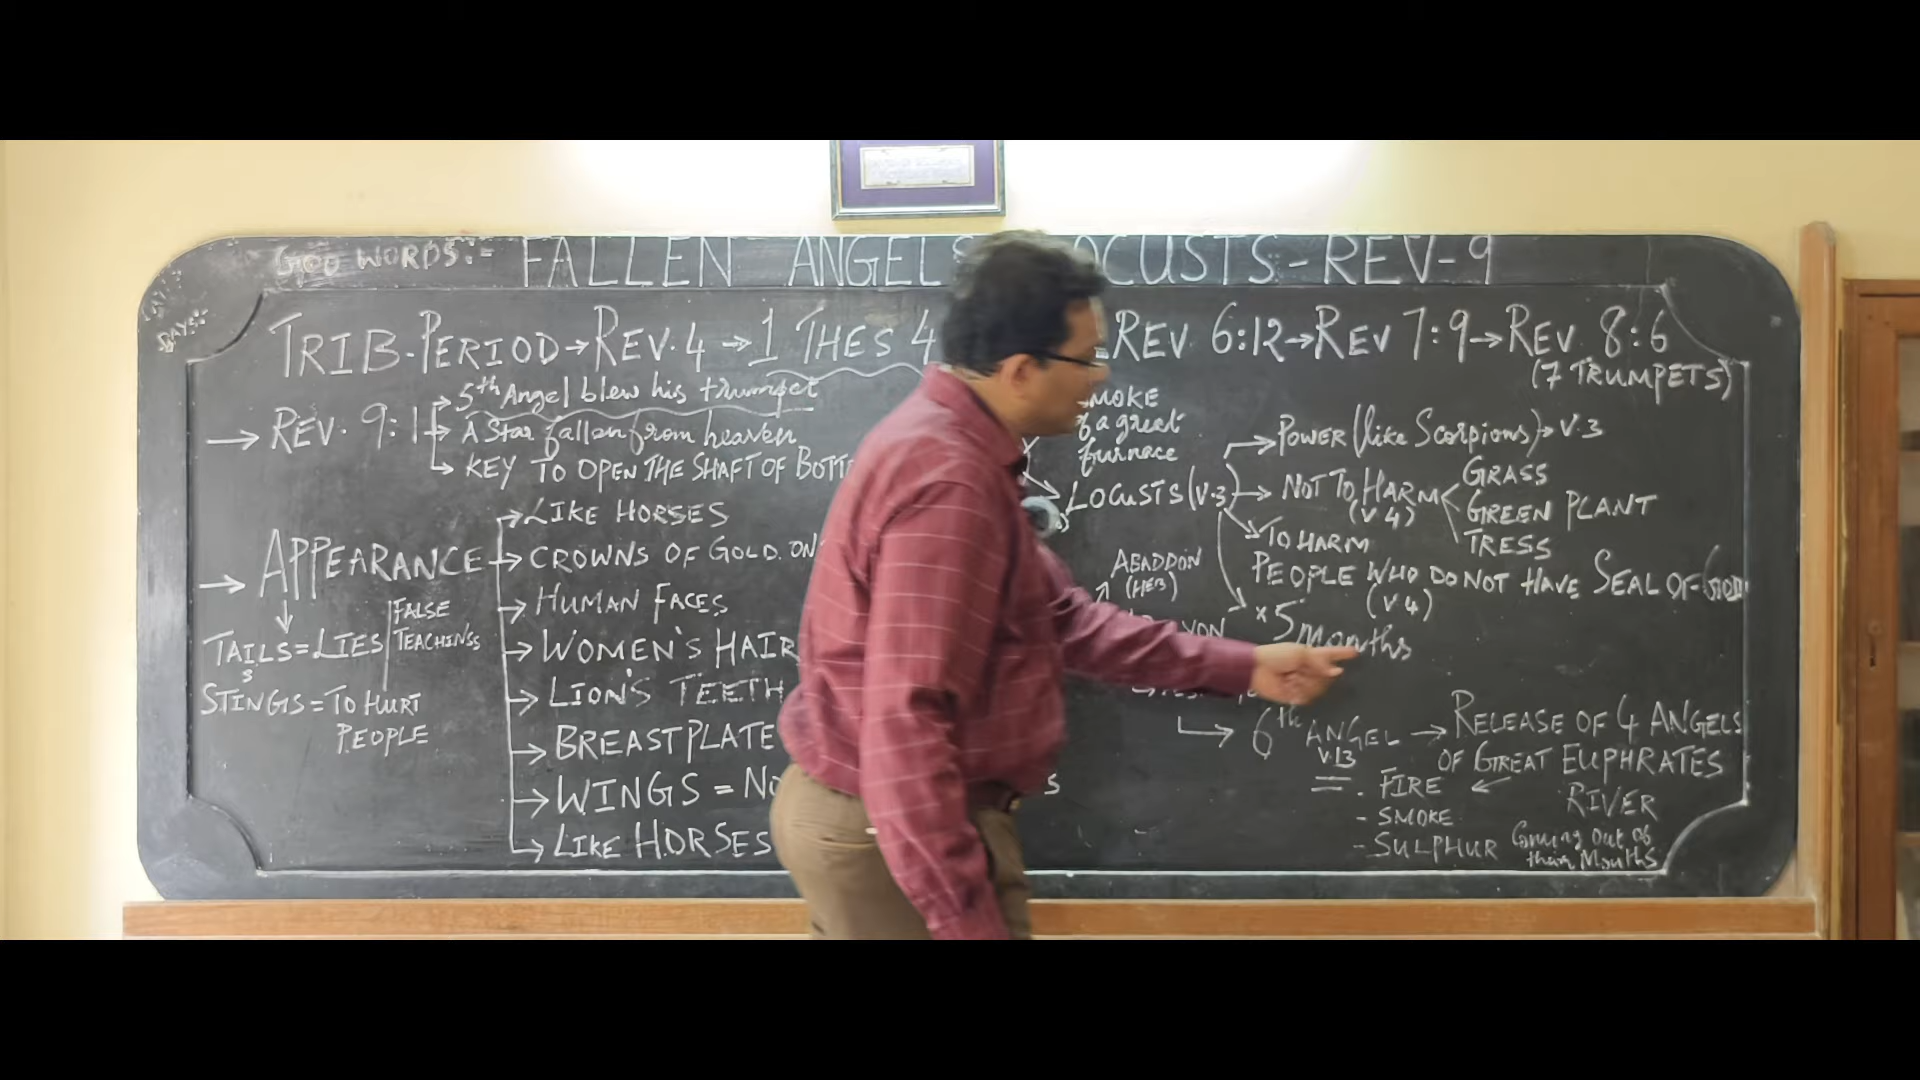 GOD WORDS:-
FALLEN ANGELS OCUSTS-REV-9
DAYS:-
TRIB-PERIOD→REV.4→1 THES 4 REV 6:12→REV 7:9→REV 8:6
(7 TRUMPETS)
→REV. 9:1
→5th Angel blew his trumpet
→A Star fallen from heaven
→KEY TO OPEN THE SHAFT OF BOTT
SMOKE
of a great
furnace
LOCUSTS (V.3)
→POWER (like Scorpions)→V.3
→NOT TO HARM
(V4)
GRASS
GREEN PLANT
TRESS
→TO HARM
PEOPLE WHO DO NOT HAVE SEAL OF GOD
(V4)
×5 months
→APPEARANCE
→LIKE HORSES
→CROWNS OF GOLD ON
→HUMAN FACES
→WOMEN'S HAIR
→LION'S TEETH
→BREASTPLATE
→WINGS = NO
S
→LIKE HORSES
TAILS=LIES
FALSE
TEACHINSS
STINGS=TO HURT
PEOPLE
ABADDON
(HEB)
YON
→6th ANGEL→RELEASE OF 4 ANGELS
V.13
OF GREAT EUPHRATES
RIVER
- FIRE ←
- SMOKE
- SULPHUR
Coming out of
their Mouths